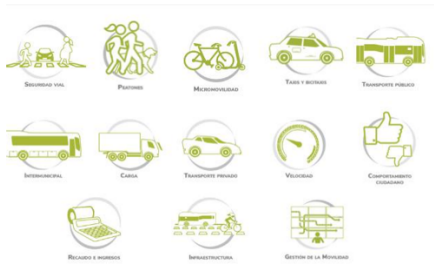 SEGURIDAD VIAL
PEATONES
MICROMOVILIDAD
TAXIS Y BICITAXIS
TRANSPORTE PÚBLICO
INTERMUNICIPAL
CARGA
TRANSPORTE PRIVADO
VELOCIDAD
COMPORTAMIENTO
CIUDADANO
RECAUDO E INGRESOS
INFRAESTRUCTURA
GESTIÓN DE LA MOVILIDAD